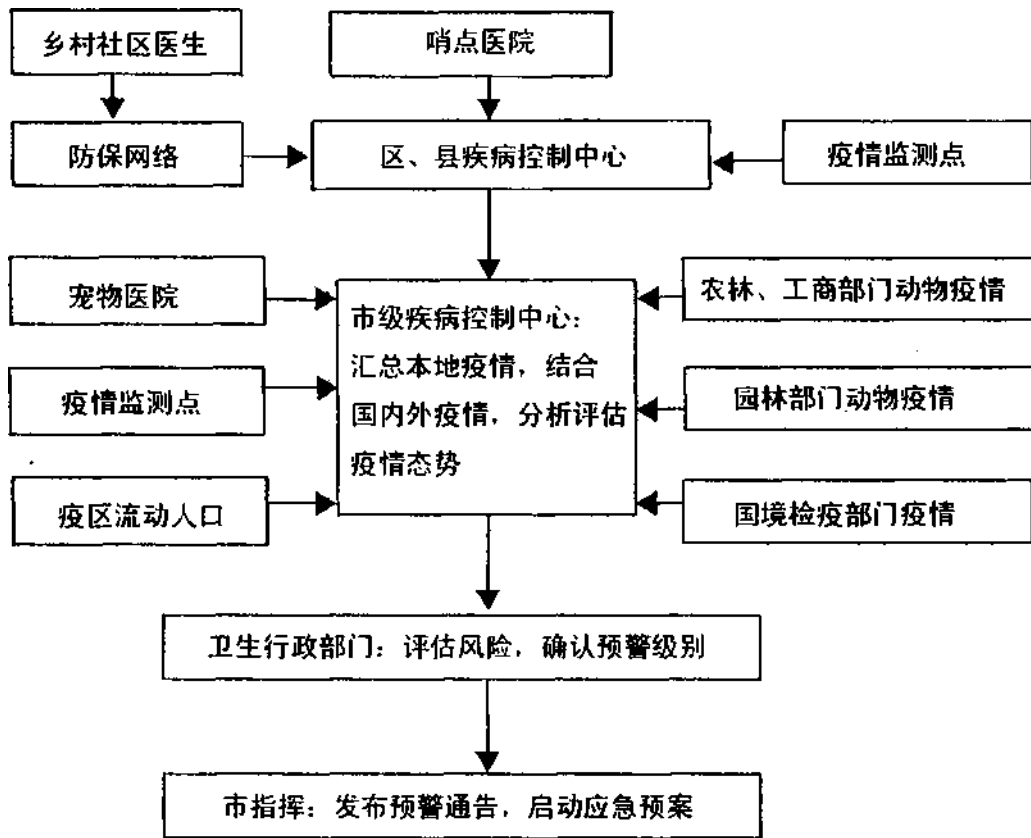 乡村社区医生
哨点医院
防保网络
区、县疾病控制中心
疫情监测点
宠物医院
农林、工商部门动物疫情
市级疾病控制中心:
汇总本地疫情，结合
国内外疫情，分析评估
疫情态势
疫情监测点
园林部门动物疫情
疫区流动人口
国境检疫部门疫情
卫生行政部门：评估风险，确认预警级别
市指挥：发布预警通告，启动应急预案